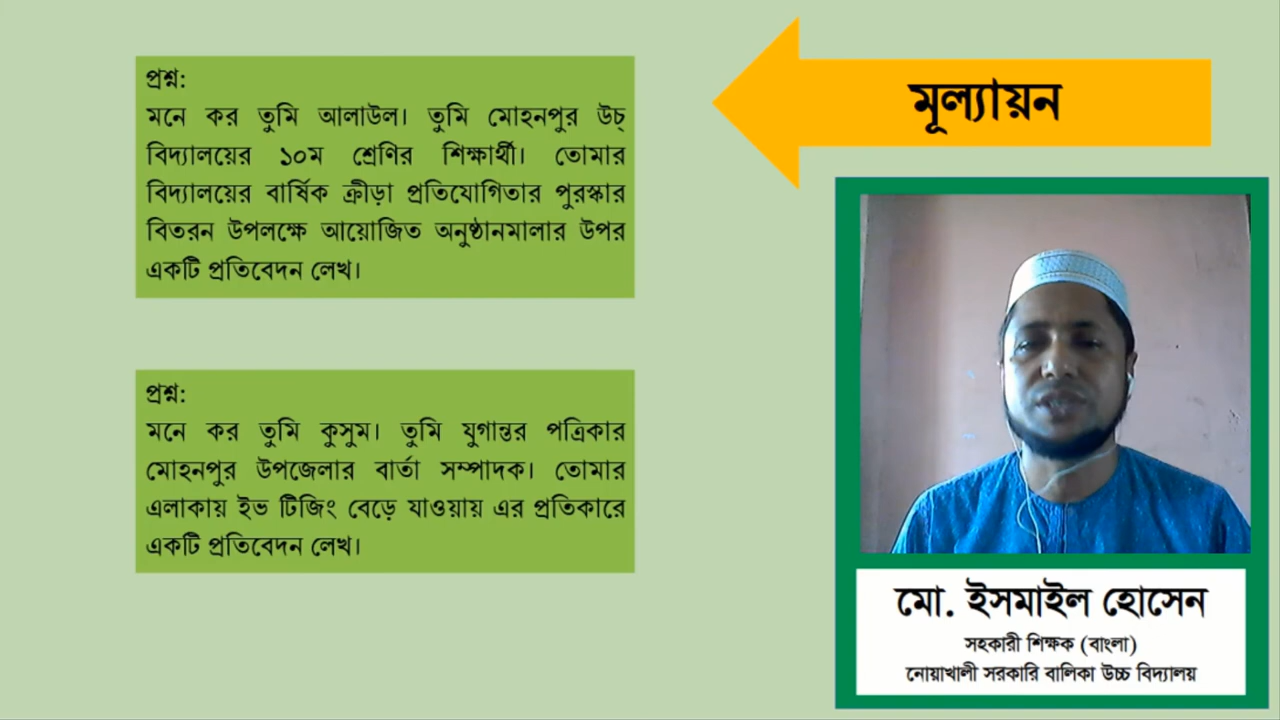 প্রশ্ন:
মনে কর তুমি আলাউল। তুমি মোহনপুর উচ্
বিদ্যালয়ের ১০ম শ্রেণির শিক্ষার্থী। তোমার
বিদ্যালয়ের বার্ষিক ক্রীড়া প্রতিযোগিতার পুরস্কার
বিতরন উপলক্ষে আয়োজিত অনুষ্ঠানমালার উপর
একটি প্রতিবেদন লেখ।
প্রশ্ন:
মনে কর তুমি কুসুম। তুমি যুগান্তর পত্রিকার
মোহনপুর উপজেলার বার্তা সম্পাদক। তোমার
এলাকায় ইভ টিজিং বেড়ে যাওয়ায় এর প্রতিকারে
একটি প্রতিবেদন লেখ।
মূল্যায়ন
মো. ইসমাইল হোসেন
সহকারী শিক্ষক (বাংলা)
নোয়াখালী সরকারি বালিকা উচ্চ বিদ্যালয়